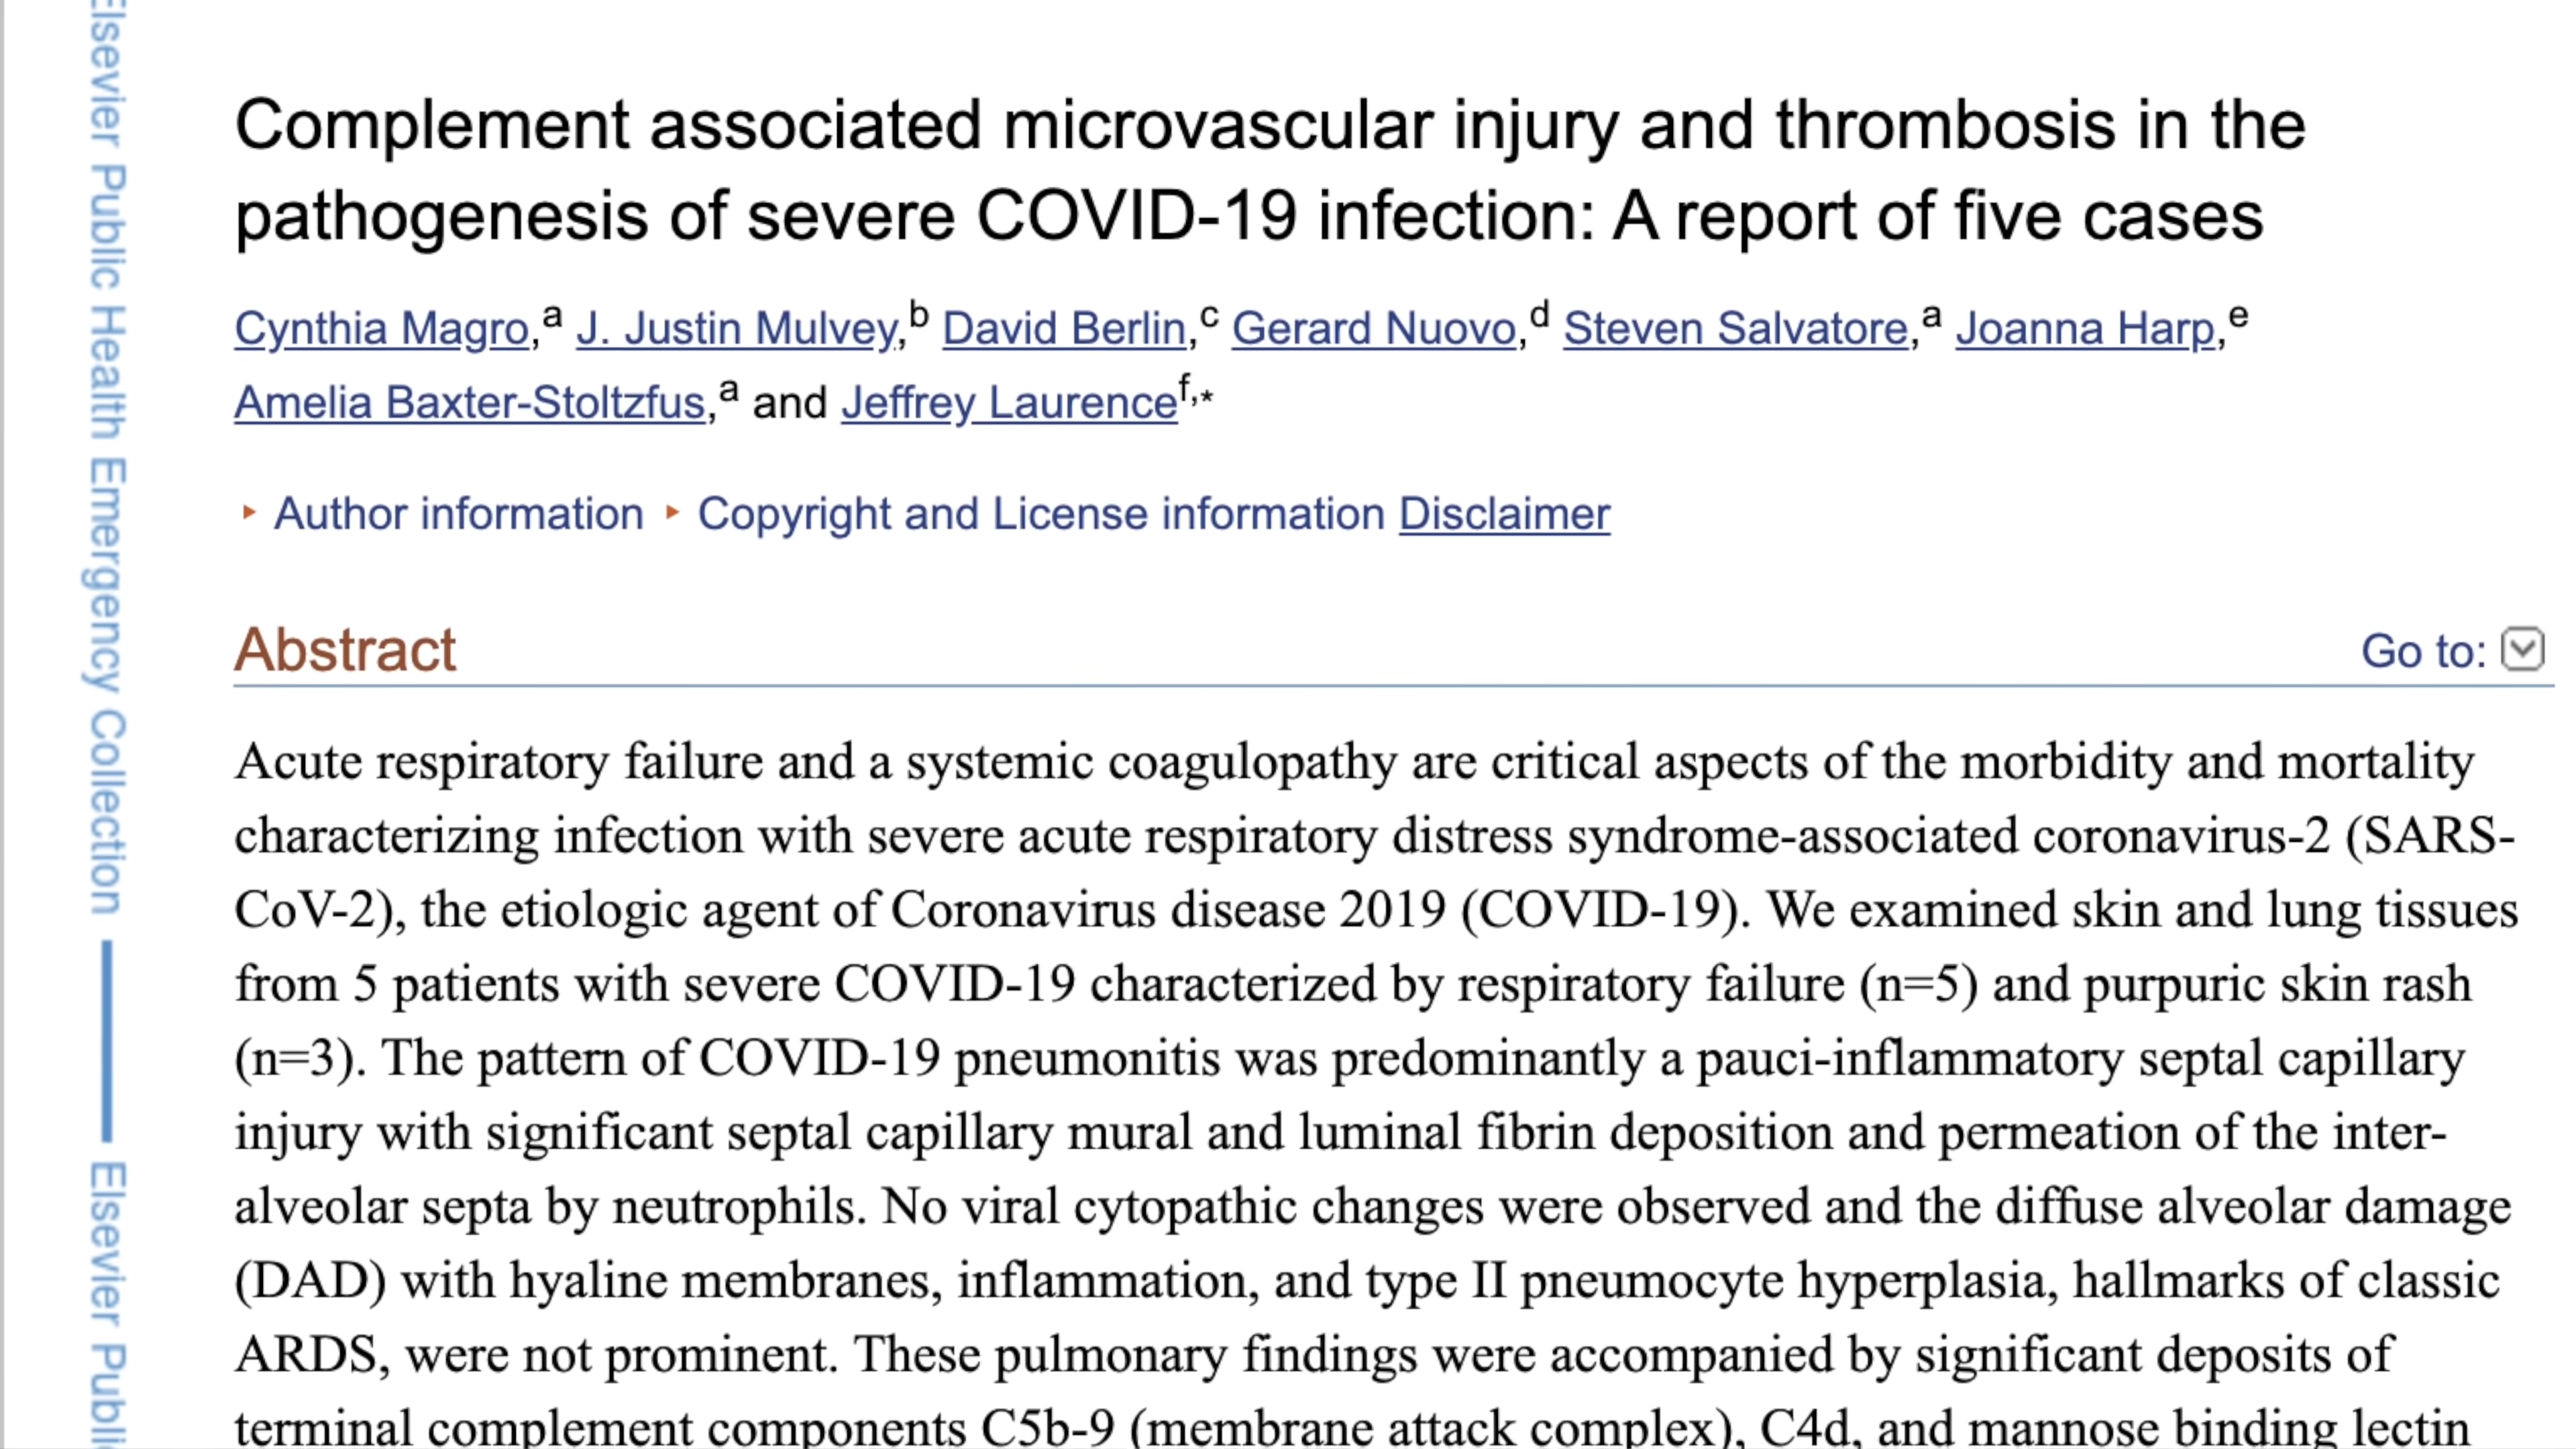 Elsevier Public Health Emergency Collection
Elsevier Publi
Complement associated microvascular injury and thrombosis in the
pathogenesis of severe COVID-19 infection: A report of five cases
Cynthia Magro,a J. Justin Mulvey,b David Berlin,c Gerard Nuovo,d Steven Salvatore,a Joanna Harp,e
Amelia Baxter-Stoltzfus,a and Jeffrey Laurencef,*
Author information Copyright and License information Disclaimer
Abstract
Go to:
Acute respiratory failure and a systemic coagulopathy are critical aspects of the morbidity and mortality
characterizing infection with severe acute respiratory distress syndrome-associated coronavirus-2 (SARS-
CoV-2), the etiologic agent of Coronavirus disease 2019 (COVID-19). We examined skin and lung tissues
from 5 patients with severe COVID-19 characterized by respiratory failure (n=5) and purpuric skin rash
(n=3). The pattern of COVID-19 pneumonitis was predominantly a pauci-inflammatory septal capillary
injury with significant septal capillary mural and luminal fibrin deposition and permeation of the inter-
alveolar septa by neutrophils. No viral cytopathic changes were observed and the diffuse alveolar damage
(DAD) with hyaline membranes, inflammation, and type II pneumocyte hyperplasia, hallmarks of classic
ARDS, were not prominent. These pulmonary findings were accompanied by significant deposits of
terminal complement components C5b-9 (membrane attack complex), C4d, and mannose binding lectin